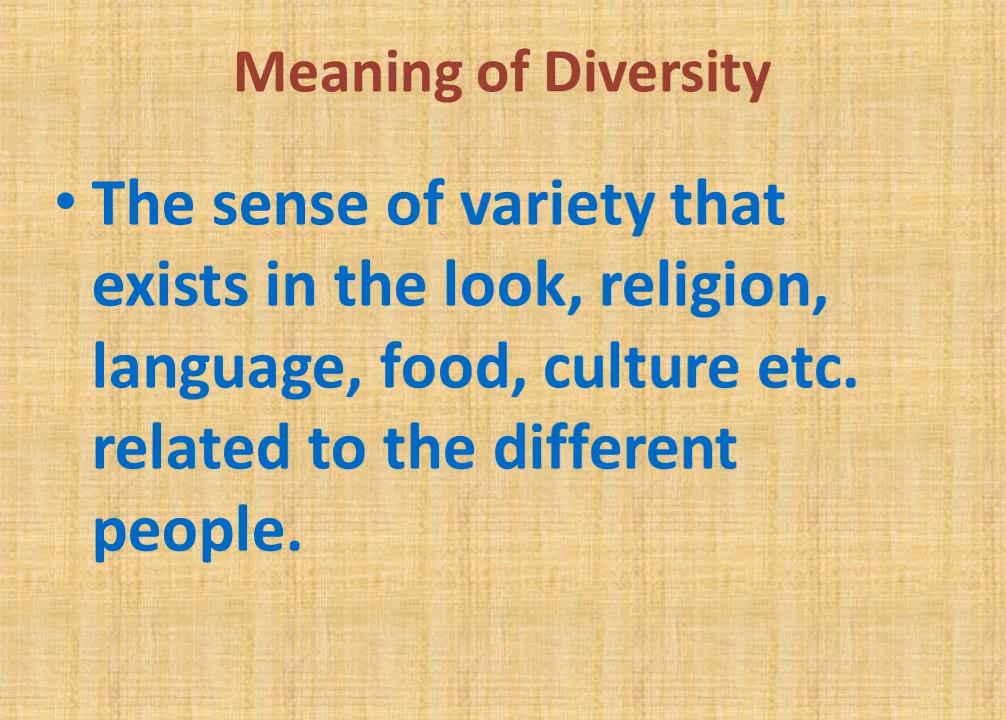 Meaning of Diversity
• The sense of variety that
exists in the look, religion,
language, food, culture etc.
related to the different
people.